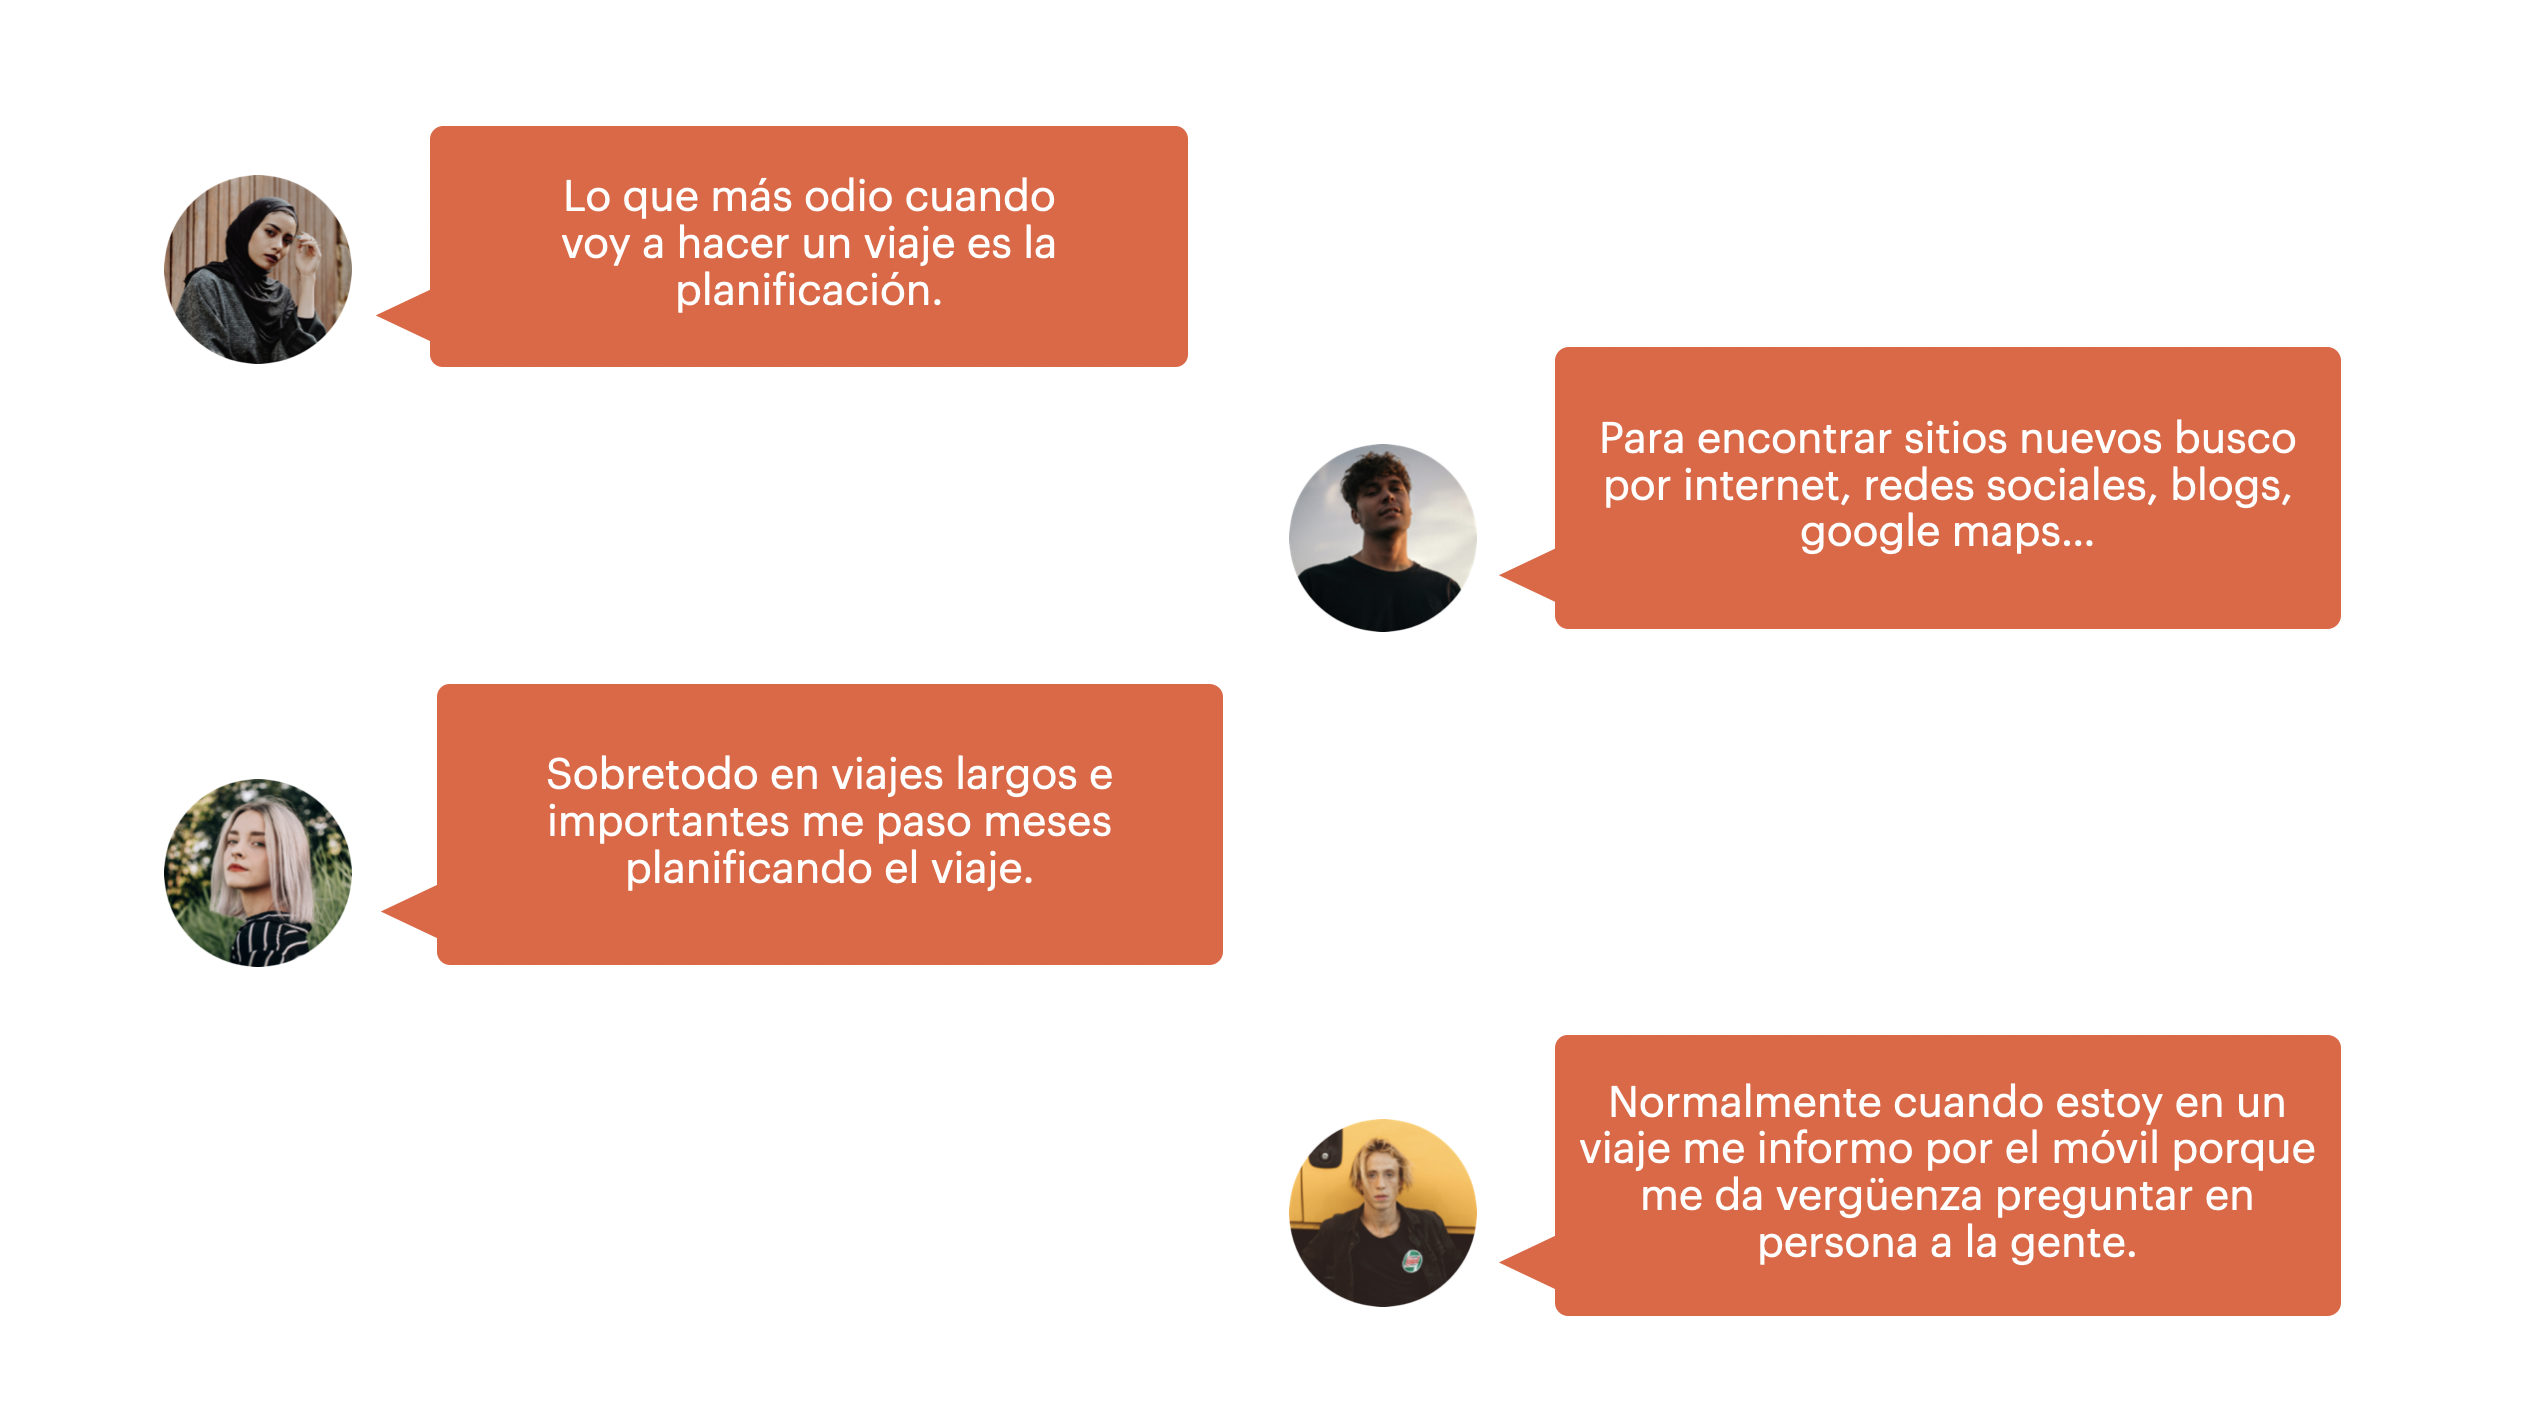 Lo que más odio cuando
voy a hacer un viaje es la
planificación.
Para encontrar sitios nuevos busco
por internet, redes sociales, blogs,
google maps...
Sobretodo en viajes largos e
importantes me paso meses
planificando el viaje.
Normalmente cuando estoy en un
viaje me informo por el móvil porque
me da vergüenza preguntar en
persona a la gente.